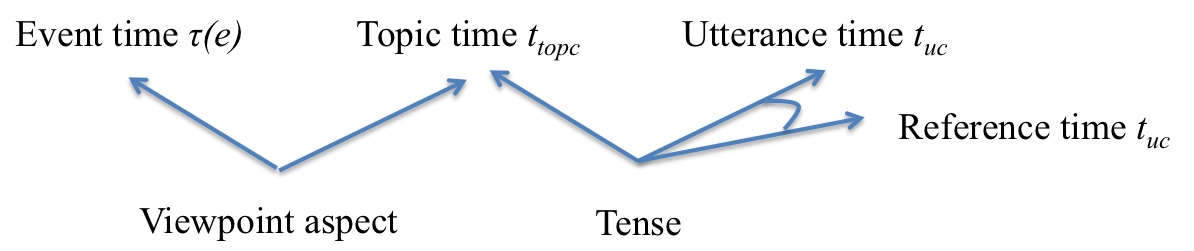 Event time τ(e)
Topic time t_topc
Utterance time t_uc
Reference time t_uc
Viewpoint aspect
Tense